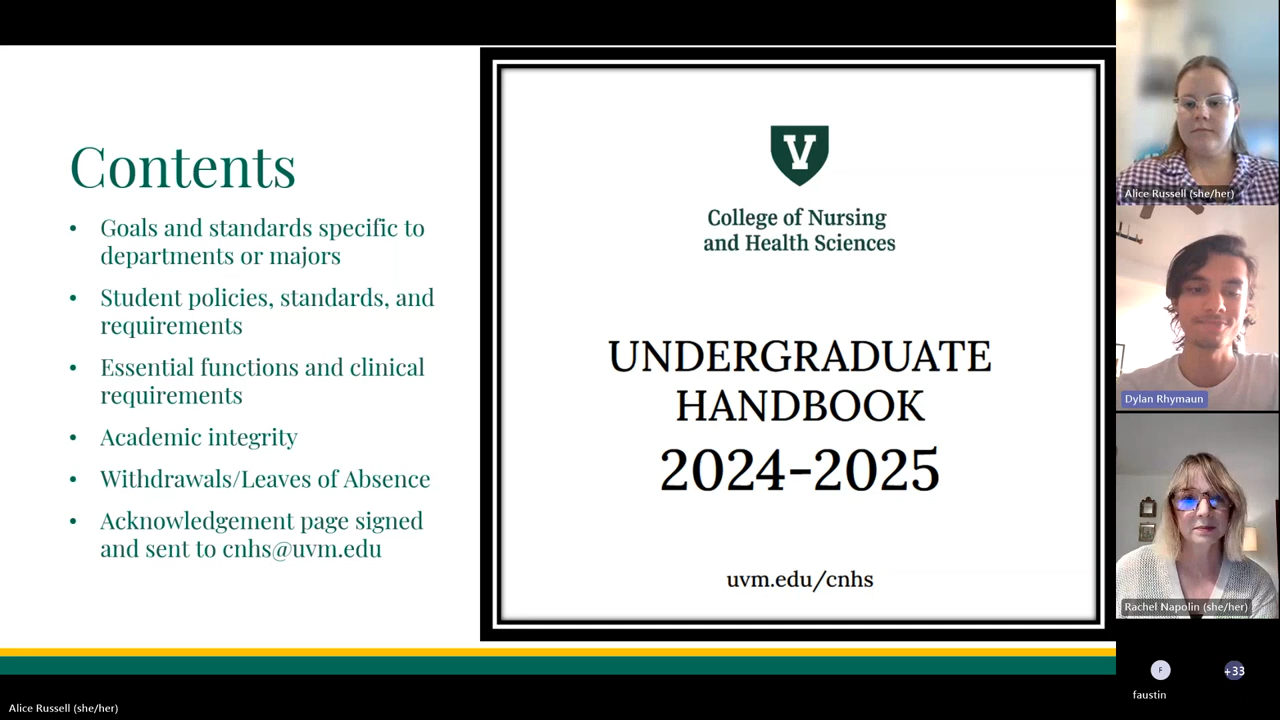 Contents
• Goals and standards specific to
departments or majors
• Student policies, standards, and
requirements
• Essential functions and clinical
requirements
• Academic integrity
• Withdrawals/Leaves of Absence
• Acknowledgement page signed
and sent to cnhs@uvm.edu
V
College of Nursing
and Health Sciences
UNDERGRADUATE
HANDBOOK
2024-2025
uvm.edu/cnhs
Alice Russell (she/her)
Dylan Rhymaun
Rachel Napolin (she/her)
F
+33
faustin
Alice Russell (she/her)